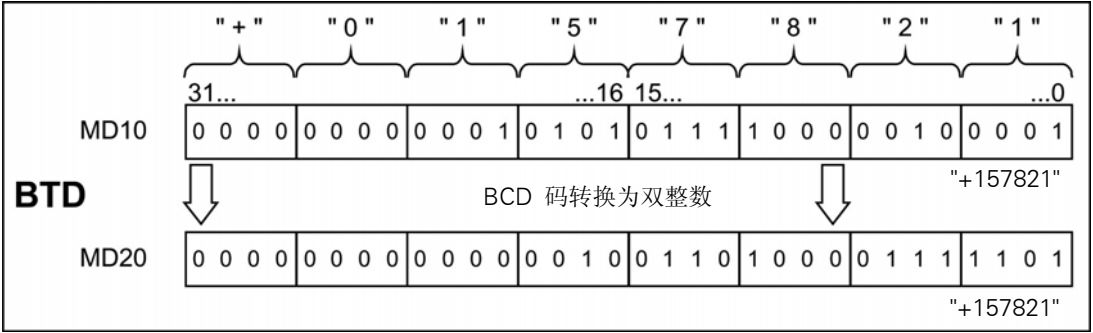 "+" "0" "1" "5" "7" "8" "2" "1"
31... ...16 15... ...0
MD10 0 0 0 0 0 0 0 0 0 0 0 1 0 1 0 1 0 1 1 1 1 0 0 0 0 0 1 0 0 0 0 1
"+157821"
BTD BCD 码转换为双整数
MD20 0 0 0 0 0 0 0 0 0 0 0 0 0 0 1 0 0 1 1 0 1 0 0 0 0 1 1 1 1 1 0 1
"+157821"